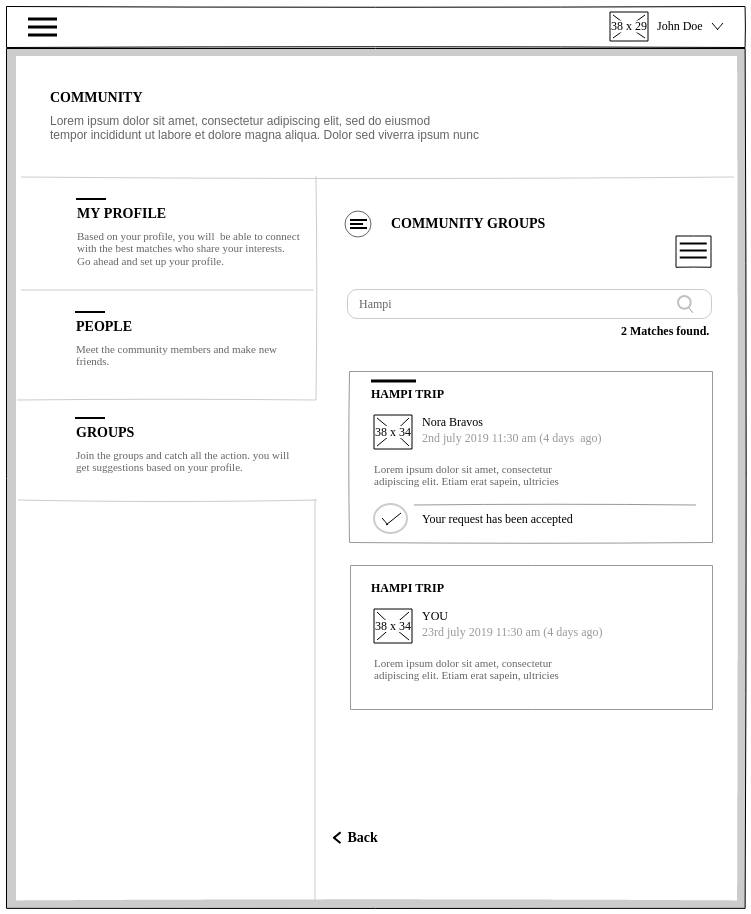 38 x 29 John Doe
COMMUNITY
Lorem ipsum dolor sit amet, consectetur adipiscing elit, sed do eiusmod
tempor incididunt ut labore et dolore magna aliqua. Dolor sed viverra ipsum nunc
MY PROFILE
Based on your profile, you will be able to connect
with the best matches who share your interests.
Go ahead and set up your profile.
PEOPLE
Meet the community members and make new
friends.
GROUPS
Join the groups and catch all the action. you will
get suggestions based on your profile.
COMMUNITY GROUPS
Hampi
2 Matches found.
HAMPI TRIP
38 x 34
Nora Bravos
2nd july 2019 11:30 am (4 days ago)
Lorem ipsum dolor sit amet, consectetur
adipiscing elit. Etiam erat sapein, ultricies
Your request has been accepted
HAMPI TRIP
38 x 34
YOU
23rd july 2019 11:30 am (4 days ago)
Lorem ipsum dolor sit amet, consectetur
adipiscing elit. Etiam erat sapein, ultricies
Back